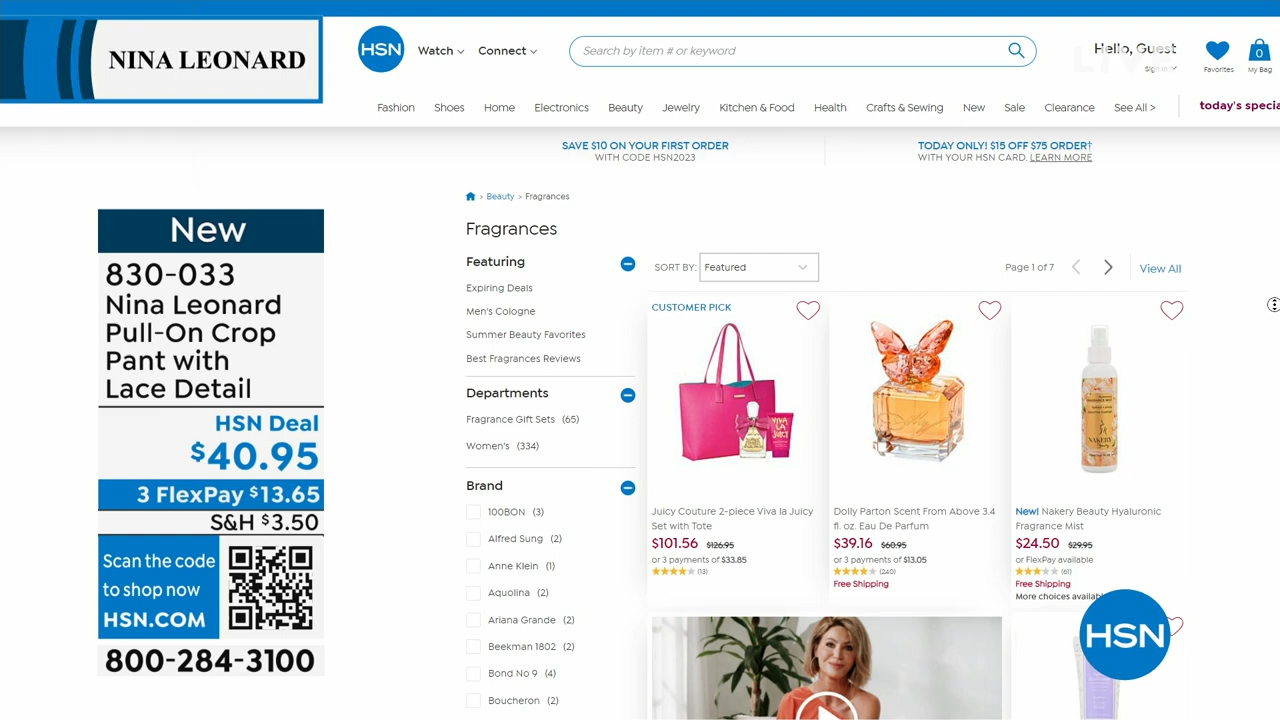 NINA LEONARD
HSN
Watch
Connect
Search by item # or keyword
Hello, Guest
LIVE
Sign In
Favorites
0
My Bag
Fashion
Shoes
Home
Electronics
Beauty
Jewelry
Kitchen & Food
Health
Crafts & Sewing
New
Sale
Clearance
See All >
today's specia
SAVE $10 ON YOUR FIRST ORDER
WITH CODE HSN2023
TODAY ONLY! $15 OFF $75 ORDER†
WITH YOUR HSN CARD. LEARN MORE
> Beauty > Fragrances
Fragrances
Featuring
Expiring Deals
Men's Cologne
Summer Beauty Favorites
Best Fragrances Reviews
Departments
Fragrance Gift Sets (65)
Women's (334)
Brand
100BON (3)
Alfred Sung (2)
Anne Klein (1)
Aquolina (2)
Ariana Grande (2)
Beekman 1802 (2)
Bond No 9 (4)
Boucheron (2)
SORT BY: Featured
Page 1 of 7
View All
CUSTOMER PICK
VIVA LA JUICY
Juicy Couture 2-piece Viva la Juicy
Set with Tote
$101.56 $126.95
or 3 payments of $33.85
(13)
Dolly Parton Scent From Above 3.4
fl. oz. Eau De Parfum
$39.16 $60.95
or 3 payments of $13.05
(240)
Free Shipping
NAKERY
New! Nakery Beauty Hyaluronic
Fragrance Mist
$24.50 $29.95
or FlexPay available
(61)
Free Shipping
More choices availab
HSN
New
830-033
Nina Leonard
Pull-On Crop
Pant with
Lace Detail
HSN Deal
$40.95
3 FlexPay $13.65
S&H $3.50
Scan the code
to shop now
HSN.COM
800-284-3100